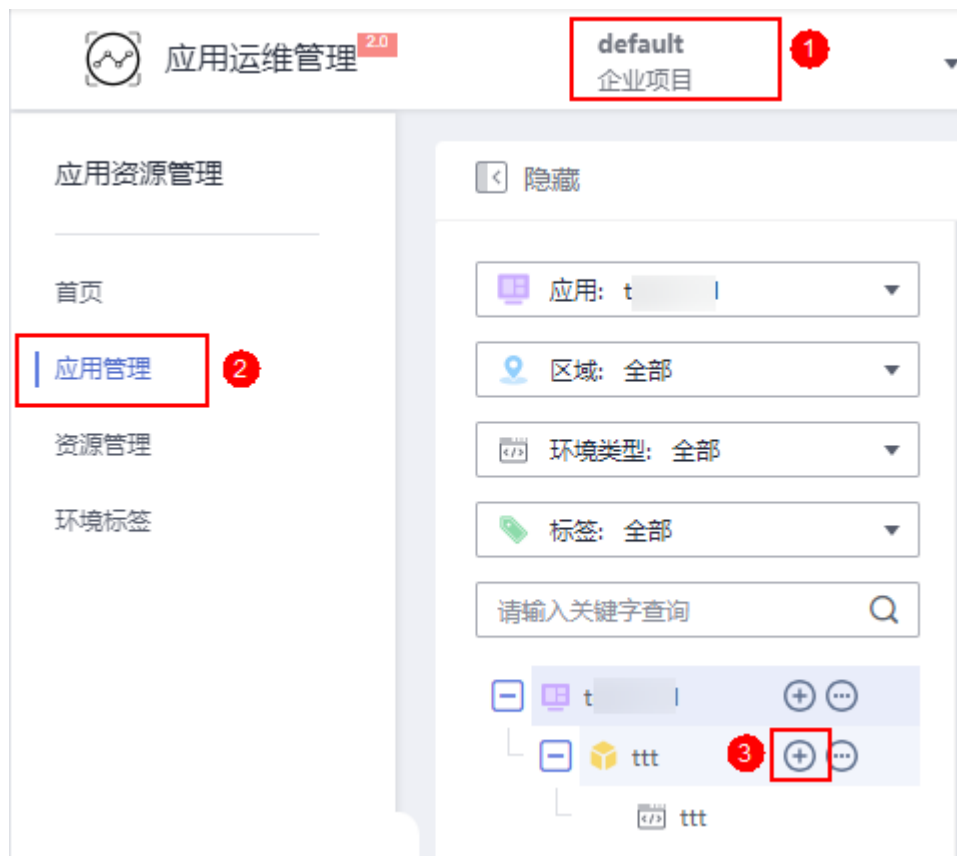 应用运维管理 2.0
default
企业项目
1
应用资源管理
首页
应用管理
2
资源管理
环境标签
隐藏
应用: t
区域: 全部
环境类型: 全部
标签: 全部
请输入关键字查询
t
ttt
3
ttt